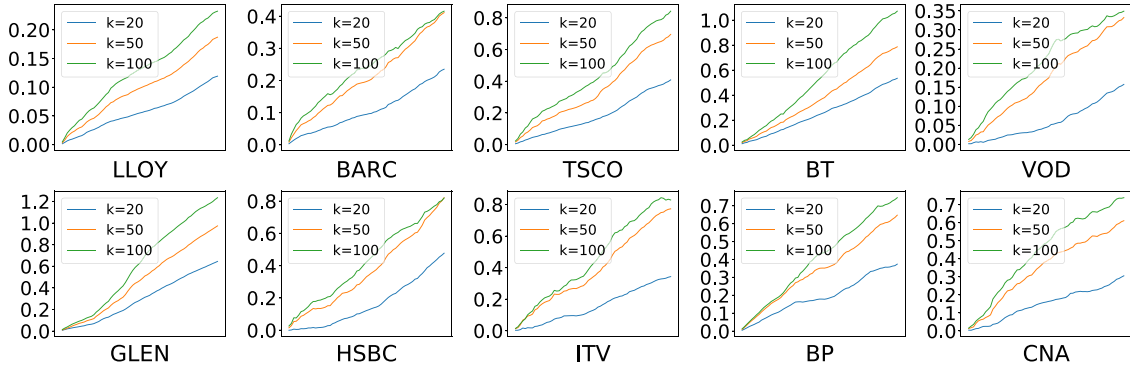 0.20
0.15
0.10
0.05
0.00
k=20
k=50
k=100
LLOY
0.4
0.3
0.2
0.1
0.0
k=20
k=50
k=100
BARC
0.8
0.6
0.4
0.2
0.0
k=20
k=50
k=100
TSCO
1.0
0.8
0.6
0.4
0.2
0.0
k=20
k=50
k=100
BT
0.35
0.30
0.25
0.20
0.15
0.10
0.05
0.00
k=20
k=50
k=100
VOD
1.2
1.0
0.8
0.6
0.4
0.2
0.0
k=20
k=50
k=100
GLEN
0.8
0.6
0.4
0.2
0.0
k=20
k=50
k=100
HSBC
0.8
0.6
0.4
0.2
0.0
k=20
k=50
k=100
ITV
0.7
0.6
0.5
0.4
0.3
0.2
0.1
0.0
k=20
k=50
k=100
BP
0.7
0.6
0.5
0.4
0.3
0.2
0.1
0.0
k=20
k=50
k=100
CNA